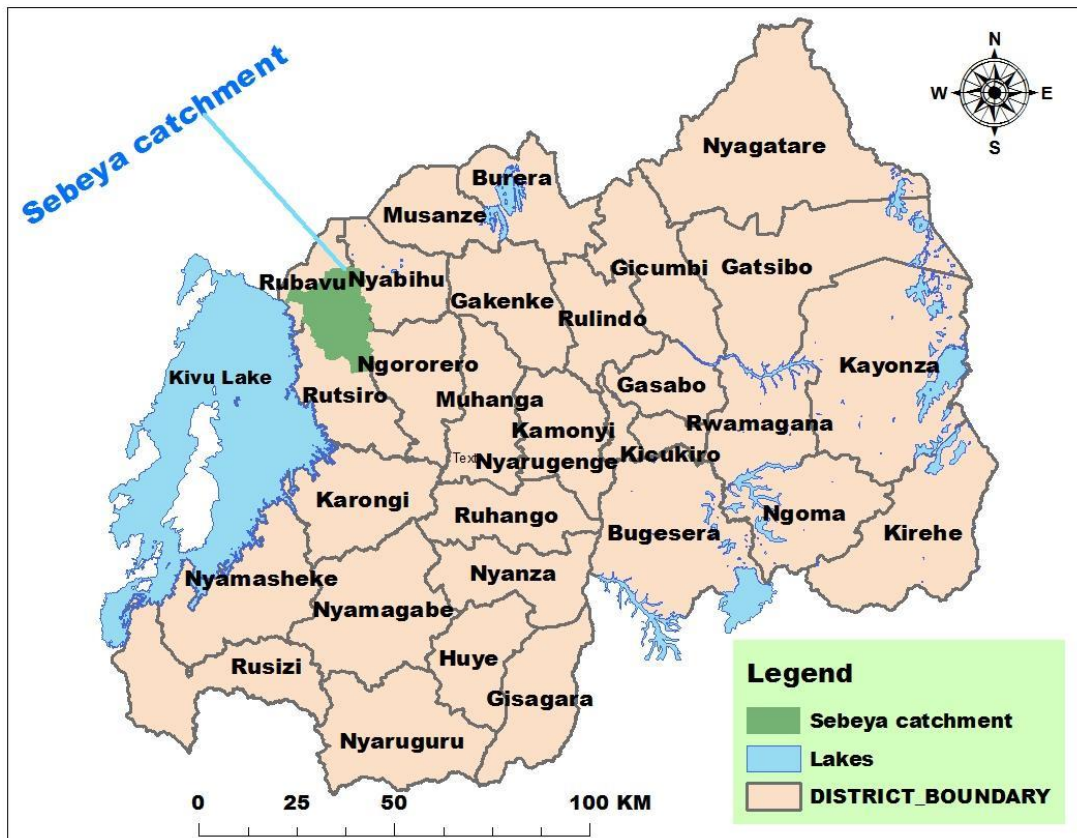 Sebeya catchment
N
W
E
S
Nyagatare
Burera
Musanze
Rubavu
Nyabihu
Gicumbi
Gatsibo
Gakenke
Rulindo
Kivu Lake
Ngororero
Kayonza
Rutsiro
Gasabo
Muhanga
Kamonyi
Rwamagana
Text
Nyarugenge
Kicukiro
Karongi
Ruhango
Bugesera
Ngoma
Kirehe
Nyamasheke
Nyanza
Nyamagabe
Rusizi
Huye
Gisagara
Nyaruguru
Legend
Sebeya catchment
Lakes
DISTRICT_BOUNDARY
0 25 50 100 KM